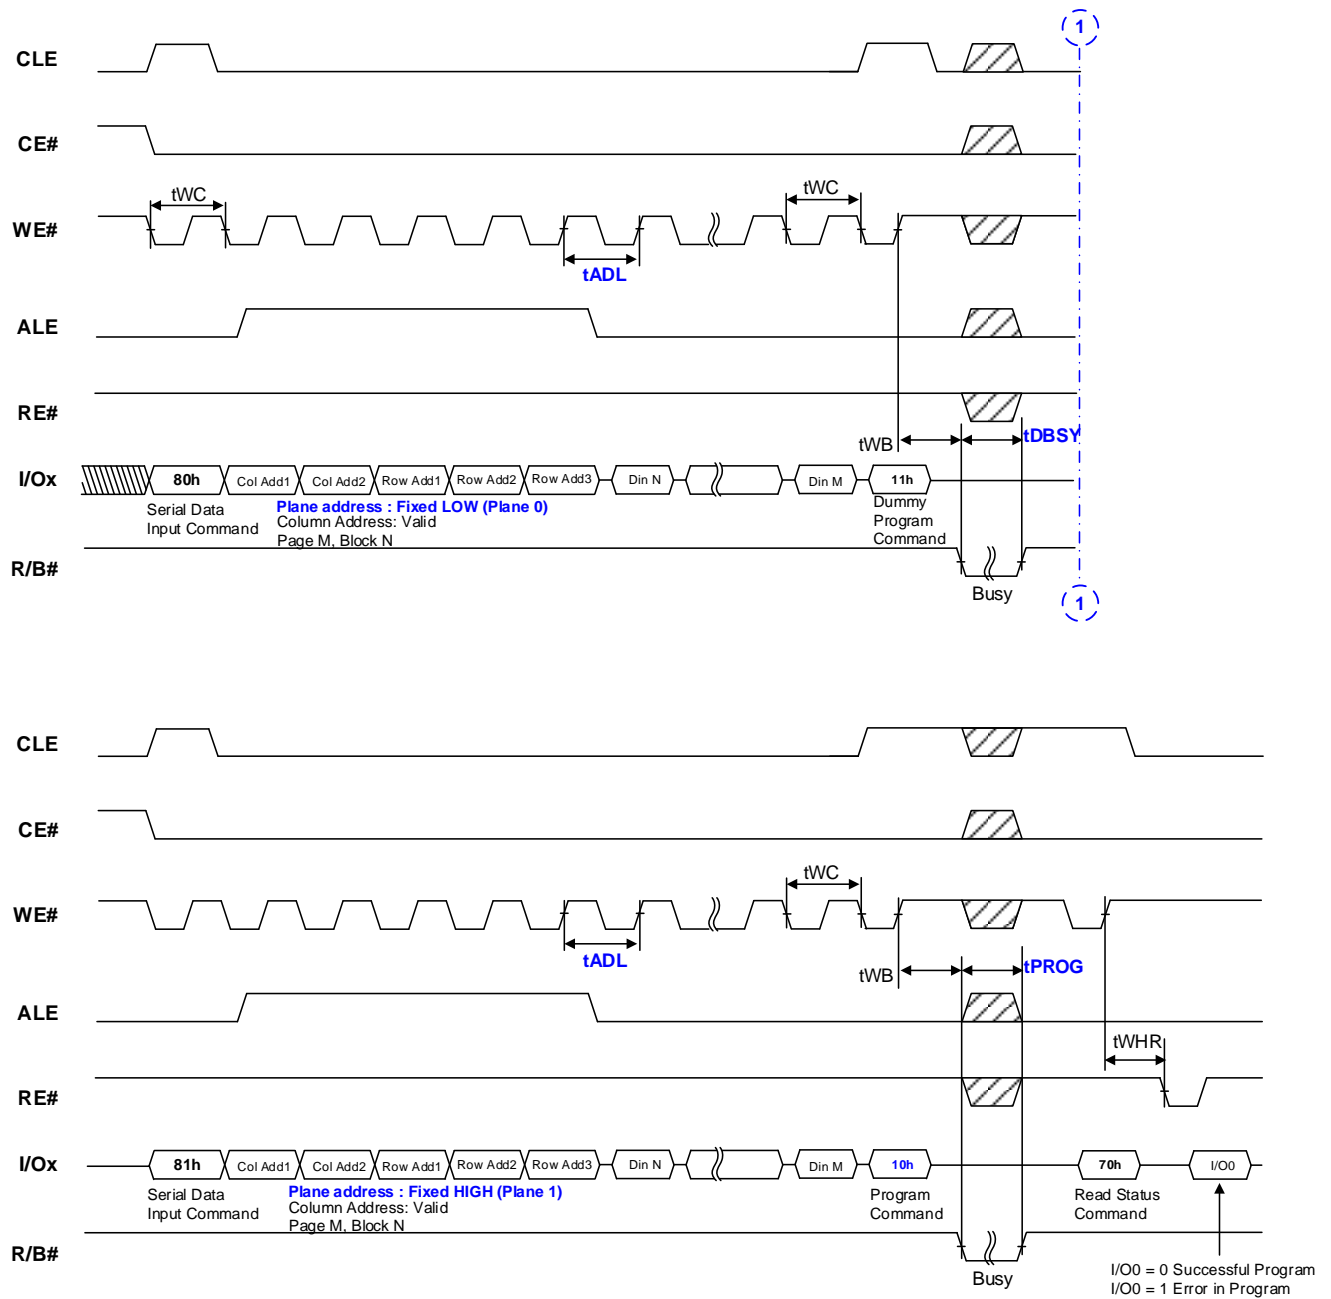 1
CLE
CE#
tWC
tWC
WE#
tADL
ALE
RE#
tWB
tDBSY
I/Ox
80h
Col Add1
Col Add2
Row Add1
Row Add2
Row Add3
Din N
Din M
11h
Serial Data
Input Command
Plane address : Fixed LOW (Plane 0)
Column Address: Valid
Page M, Block N
Dummy
Program
Command
R/B#
Busy
1
CLE
CE#
tWC
WE#
tADL
tWB
tPROG
ALE
tWHR
RE#
I/Ox
81h
Col Add1
Col Add2
Row Add1
Row Add2
Row Add3
Din N
Din M
10h
70h
I/O0
Serial Data
Input Command
Plane address : Fixed HIGH (Plane 1)
Column Address: Valid
Page M, Block N
Program
Command
Read Status
Command
R/B#
Busy
I/O0 = 0 Successful Program
I/O0 = 1 Error in Program